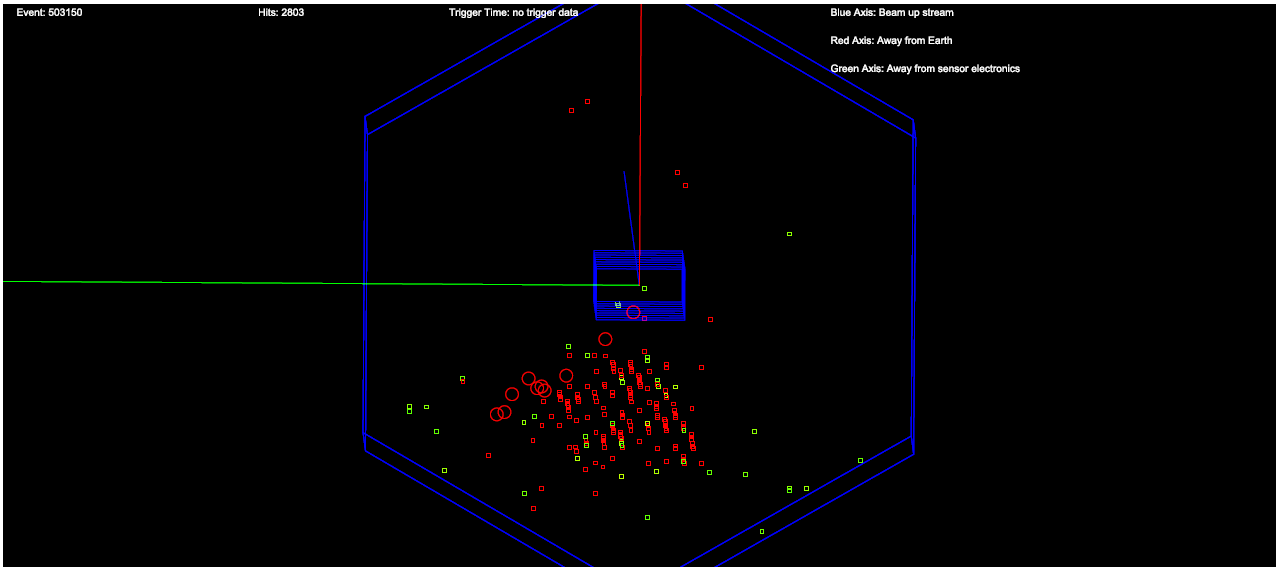 Event: 503150 Hits: 2803 Trigger Time: no trigger data Blue Axis: Beam up stream
Red Axis: Away from Earth
Green Axis: Away from sensor electronics